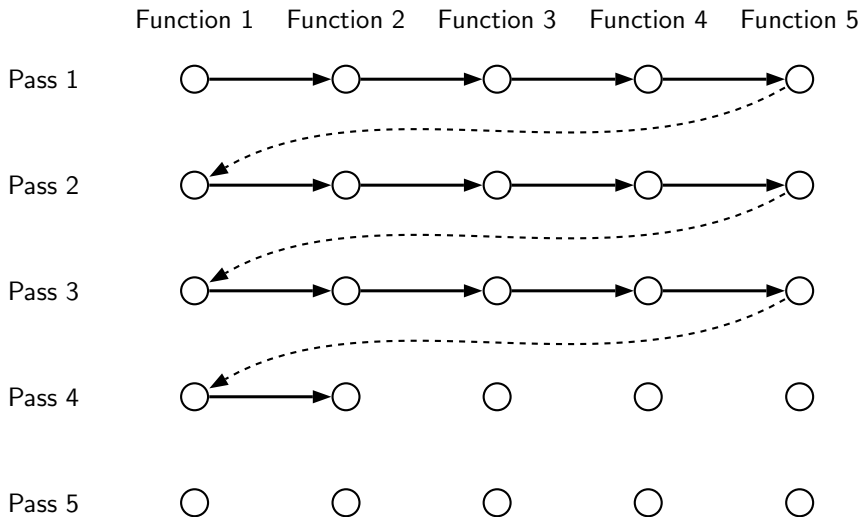 Function 1 Function 2 Function 3 Function 4 Function 5
Pass 1
Pass 2
Pass 3
Pass 4
Pass 5